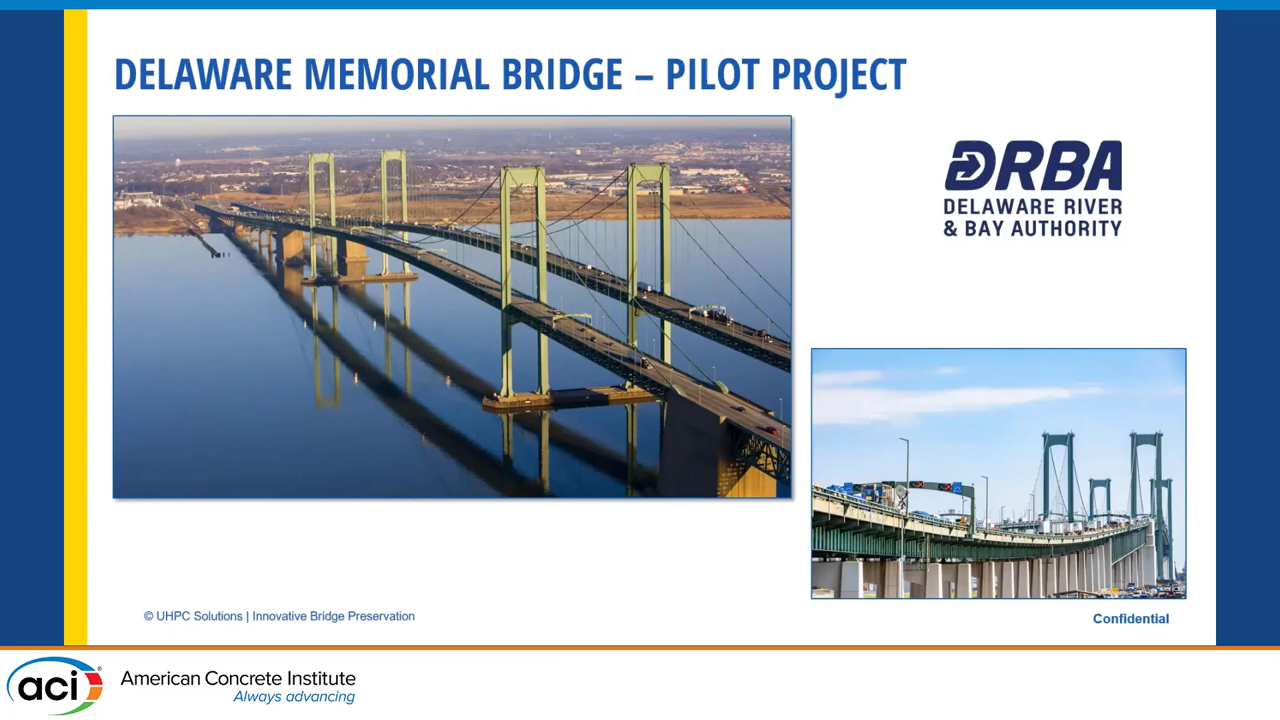 DELAWARE MEMORIAL BRIDGE – PILOT PROJECT
DRBA
DELAWARE RIVER
& BAY AUTHORITY
© UHPC Solutions | Innovative Bridge Preservation
Confidential
aci®
American Concrete Institute
Always advancing